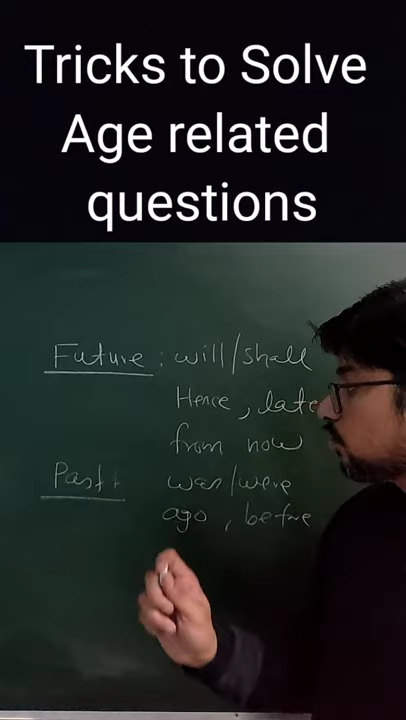 Tricks to Solve
Age related
questions
Future : will/shall
Hence, late
from now
Past : was/were
ago, before